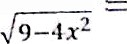 √(9−4x²) =